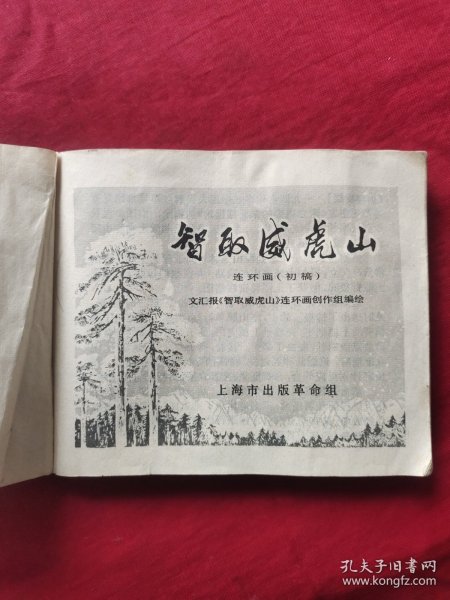 智取威虎山
连环画(初稿)
文汇报《智取威虎山》连环画创作组编绘
上海市出版革命组
孔夫子旧书网
www.kongfz.com